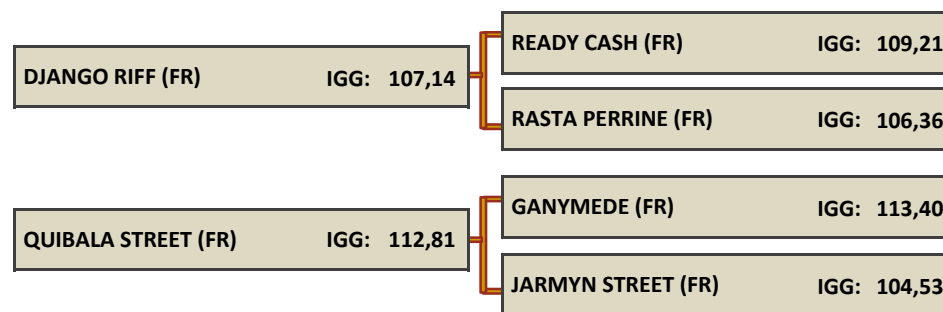 READY CASH (FR) IGG: 109,21
DJANGO RIFF (FR) IGG: 107,14
RASTA PERRINE (FR) IGG: 106,36
GANYMEDE (FR) IGG: 113,40
QUIBALA STREET (FR) IGG: 112,81
JARMYN STREET (FR) IGG: 104,53